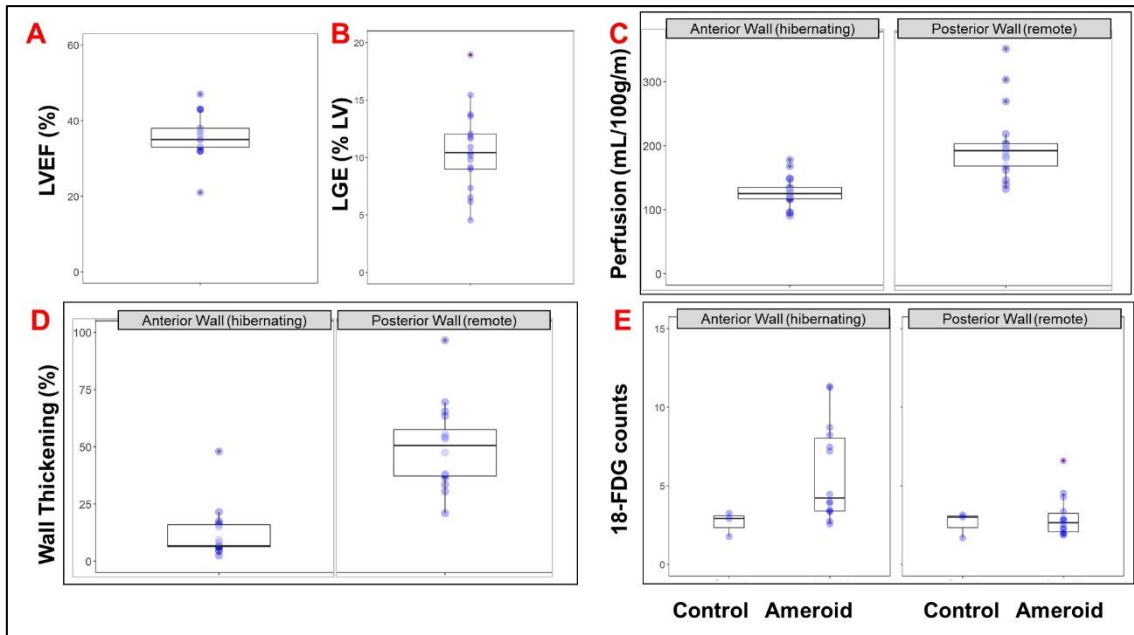 A
LVEF (%)
60
40
20
0
B
LGE (% LV)
20
15
10
5
0
C
Perfusion (mL/100g/m)
Anterior Wall (hibernating)
Posterior Wall (remote)
300
200
100
0
D
Wall Thickening (%)
Anterior Wall (hibernating)
Posterior Wall (remote)
100
75
50
25
0
E
18-FDG counts
Anterior Wall (hibernating)
Posterior Wall (remote)
15
10
5
0
Control Ameroid
Control Ameroid